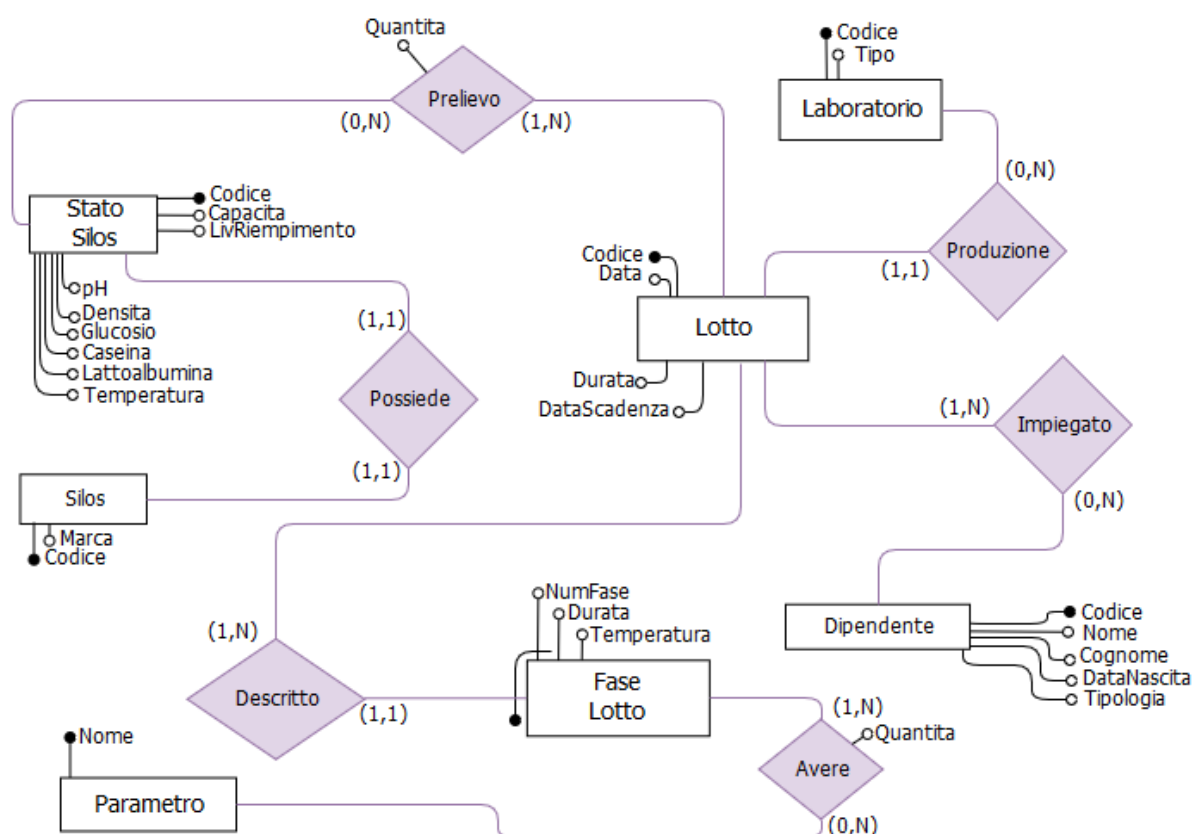 Quantita
Prelievo
(0,N)
(1,N)
Codice
Tipo
Laboratorio
(0,N)
Produzione
(1,1)
Stato
Silos
Codice
Capacita
LivRiempimento
pH
Densita
Glucosio
Caseina
Lattoalbumina
Temperatura
(1,1)
Possiede
(1,1)
Codice
Data
Lotto
Durata
DataScadenza
(1,N)
Impiegato
(0,N)
Silos
Marca
Codice
(1,N)
Descritto
(1,1)
NumFase
Durata
Temperatura
Fase
Lotto
Dipendente
Codice
Nome
Cognome
DataNascita
Tipologia
(1,N)
Quantita
Avere
(0,N)
Nome
Parametro